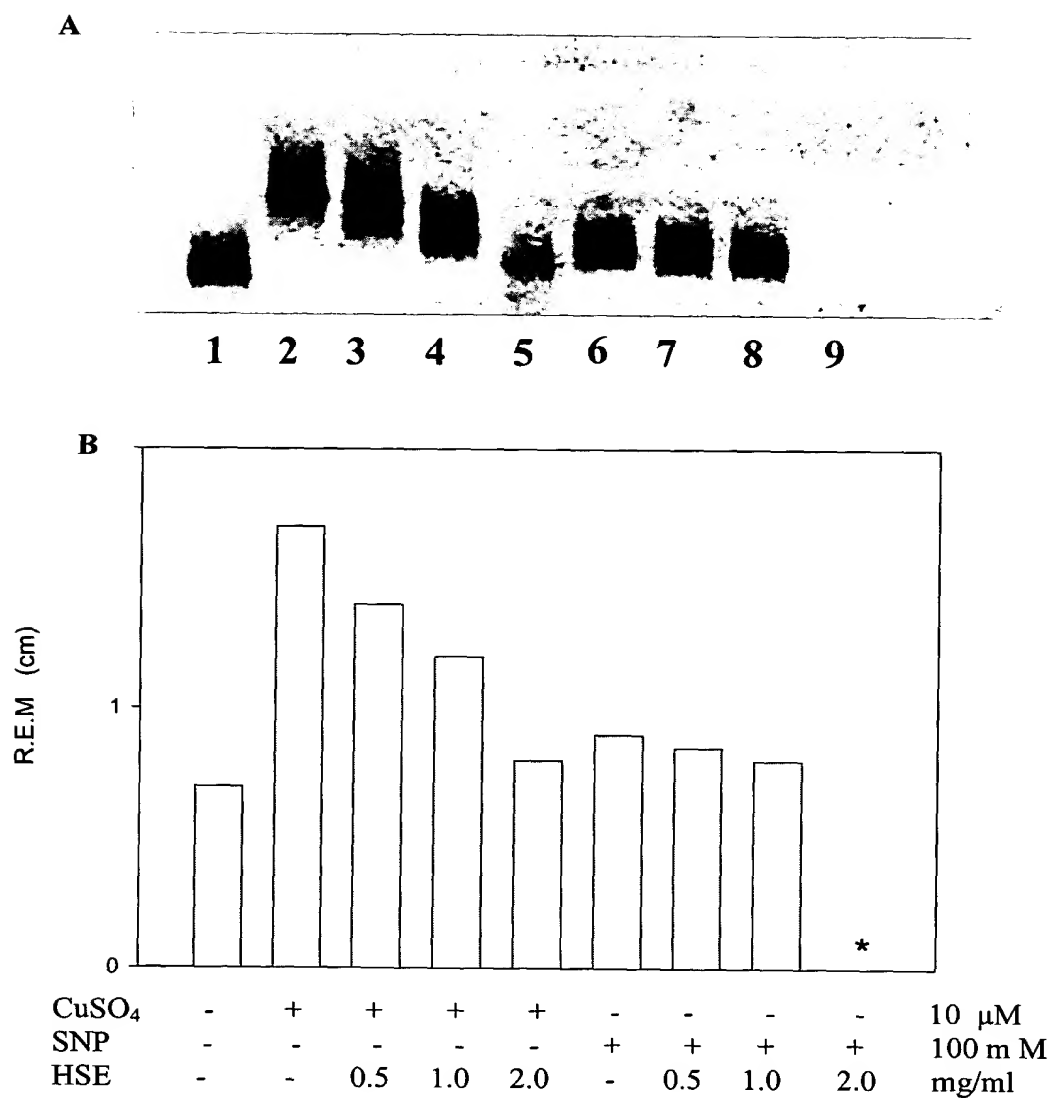 A
1 2 3 4 5 6 7 8 9
B
R.E.M (cm)
1
0
*
CuSO₄ - + + + + - - - - 10 μM
SNP - - - - - + + + + 100 m M
HSE - - 0.5 1.0 2.0 - 0.5 1.0 2.0 mg/ml